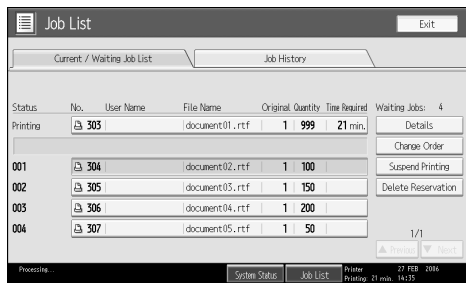 Job List
Exit
Current / Waiting Job List
Job History
Status No. User Name File Name Original Quantity Time Required Waiting Jobs: 4
Printing 303 document01.rtf 1 999 21 min. Details
Change Order
001 304 document02.rtf 1 100 Suspend Printing
002 305 document03.rtf 1 150 Delete Reservation
003 306 document04.rtf 1 200
004 307 document05.rtf 1 50 1/1
▲ Previous ▼ Next
Processing... System Status Job List Printer 27 FEB 2006
Printing: 21 min. 14:35